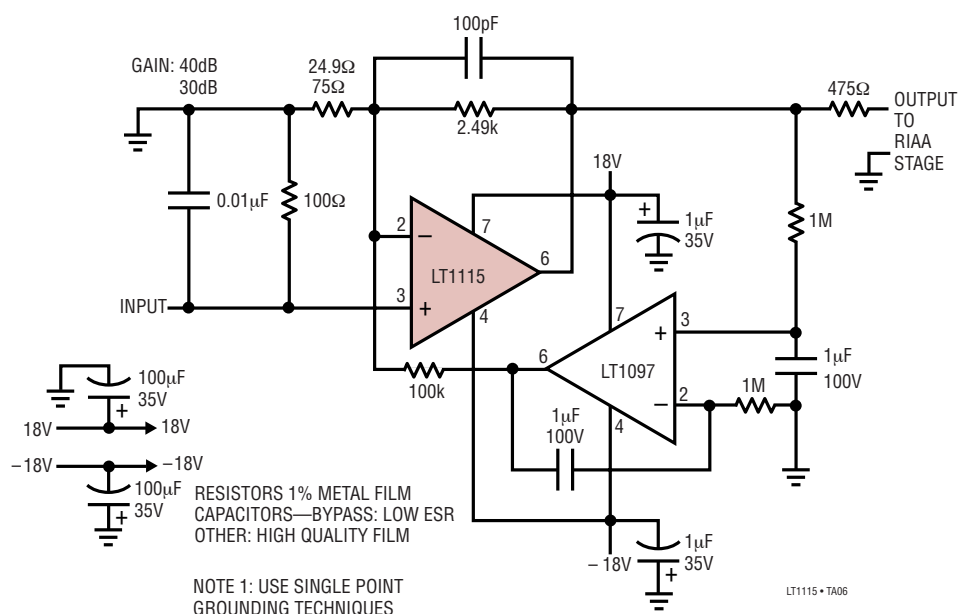 100pF
GAIN: 40dB
30dB
24.9Ω
75Ω
2.49k
475Ω
OUTPUT
TO
RIAA
STAGE
0.01µF
100Ω
18V
+
1µF
35V
1M
2
−
7
LT1115
6
3
+
4
INPUT
7
3
+
6
LT1097
2
−
4
1µF
100V
1M
100k
1µF
100V
100µF
35V
+
18V
18V
−18V
−18V
100µF
35V
+
RESISTORS 1% METAL FILM
CAPACITORS—BYPASS: LOW ESR
OTHER: HIGH QUALITY FILM
− 18V
1µF
35V
+
NOTE 1: USE SINGLE POINT
GROUNDING TECHNIQUES
LT1115 • TA06